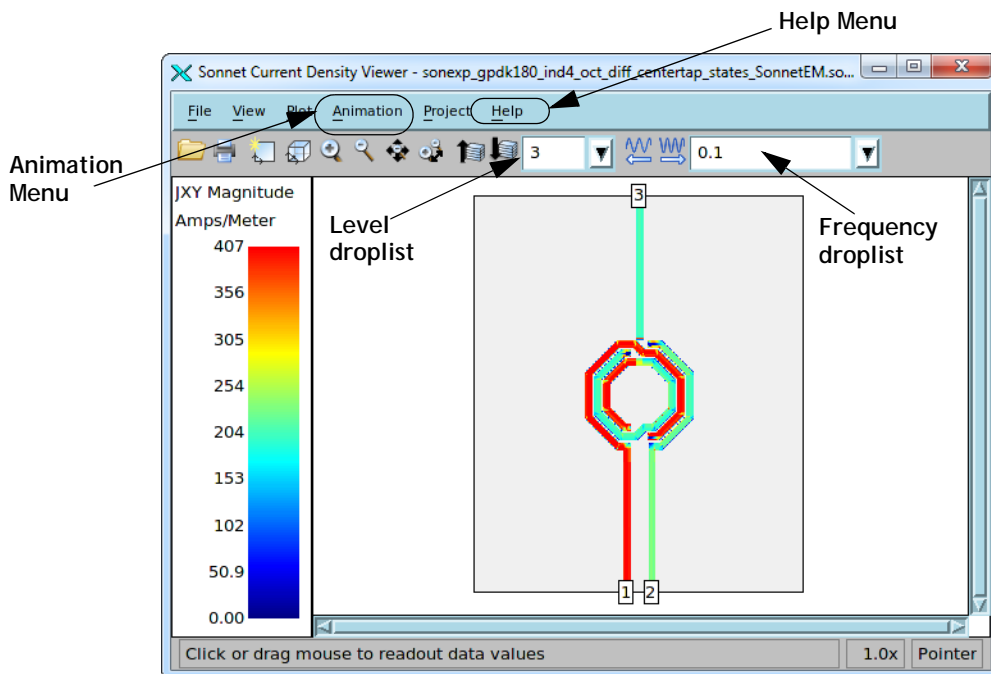 Help Menu
Sonnet Current Density Viewer - sonexp_gpdk180_ind4_oct_diff_centertap_states_SonnetEM.so...
File View Plot Animation Project Help
3 0.1
Animation
Menu
JXY Magnitude
Amps/Meter
407
356
305
254
204
153
102
50.9
0.00
Level
droplist
Frequency
droplist
3
1 2
Click or drag mouse to readout data values 1.0x Pointer